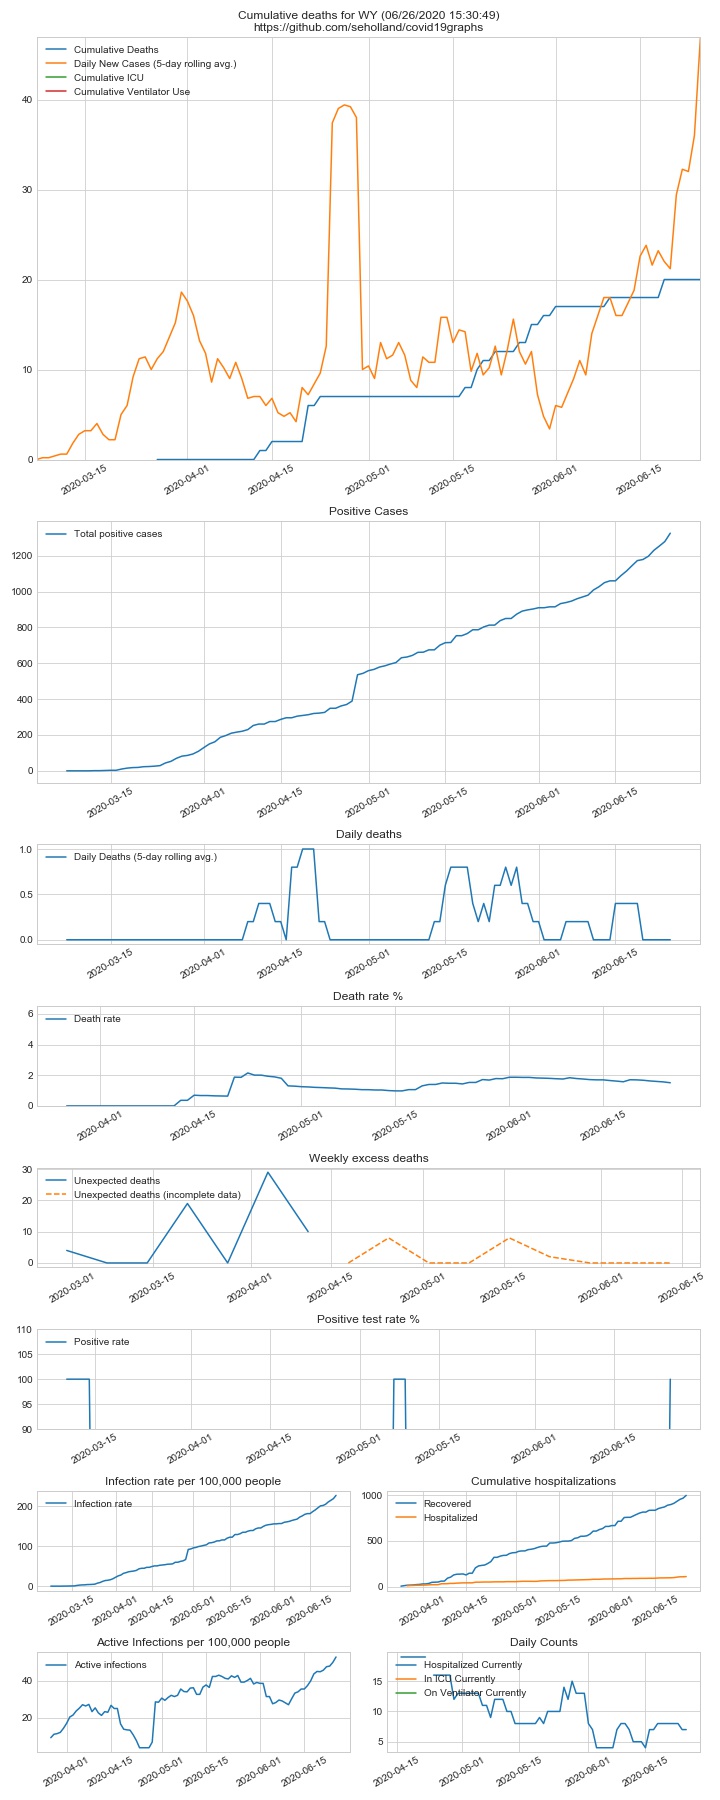 Cumulative deaths for WY (06/26/2020 15:30:49)
https://github.com/seholland/covid19graphs
Cumulative Deaths
Daily New Cases (5-day rolling avg.)
Cumulative ICU
Cumulative Ventilator Use
40
30
20
10
0
2020-03-15 2020-04-01 2020-04-15 2020-05-01 2020-05-15 2020-06-01 2020-06-15
Positive Cases
Total positive cases
1200
1000
800
600
400
200
0
2020-03-15 2020-04-01 2020-04-15 2020-05-01 2020-05-15 2020-06-01 2020-06-15
Daily deaths
Daily Deaths (5-day rolling avg.)
1.0
0.5
0.0
2020-03-15 2020-04-01 2020-04-15 2020-05-01 2020-05-15 2020-06-01 2020-06-15
Death rate %
Death rate
6
4
2
0
2020-04-01 2020-04-15 2020-05-01 2020-05-15 2020-06-01 2020-06-15
Weekly excess deaths
Unexpected deaths
Unexpected deaths (incomplete data)
30
20
10
0
2020-03-01 2020-03-15 2020-04-01 2020-04-15 2020-05-01 2020-05-15 2020-06-01 2020-06-15
Positive test rate %
Positive rate
110
105
100
95
90
2020-03-15 2020-04-01 2020-04-15 2020-05-01 2020-05-15 2020-06-01 2020-06-15
Infection rate per 100,000 people
Infection rate
200
100
0
2020-03-15 2020-04-01 2020-04-15 2020-05-01 2020-05-15 2020-06-01 2020-06-15
Cumulative hospitalizations
Recovered
Hospitalized
1000
500
0
2020-04-01 2020-04-15 2020-05-01 2020-05-15 2020-06-01 2020-06-15
Active Infections per 100,000 people
Active infections
40
20
2020-04-01 2020-04-15 2020-05-01 2020-05-15 2020-06-01 2020-06-15
Daily Counts
Hospitalized Currently
In ICU Currently
On Ventilator Currently
15
10
5
2020-04-15 2020-05-01 2020-05-15 2020-06-01 2020-06-15